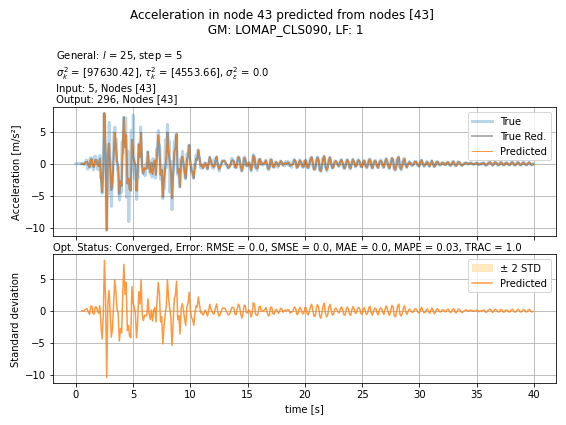 Acceleration in node 43 predicted from nodes [43]
GM: LOMAP_CLS090, LF: 1
General: l = 25, step = 5
σ_k² = [97630.42], τ_k² = [4553.66], σ_ε² = 0.0
Input: 5, Nodes [43]
Output: 296, Nodes [43]
Acceleration [m/s²]
5
0
−5
−10
True
True Red.
Predicted
Opt. Status: Converged, Error: RMSE = 0.0, SMSE = 0.0, MAE = 0.0, MAPE = 0.03, TRAC = 1.0
Standard deviation
5
0
−5
−10
± 2 STD
Predicted
0 5 10 15 20 25 30 35 40
time [s]